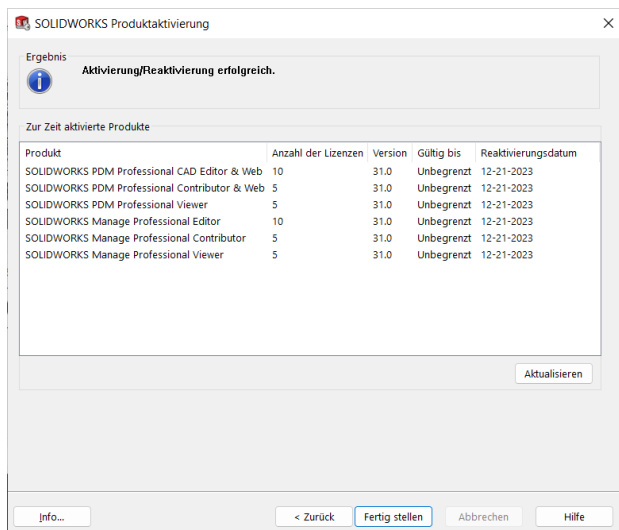 SOLIDWORKS Produktaktivierung
Ergebnis
Aktivierung/Reaktivierung erfolgreich.
Zur Zeit aktivierte Produkte
Produkt Anzahl der Lizenzen Version Gültig bis Reaktivierungsdatum
SOLIDWORKS PDM Professional CAD Editor & Web 10 31.0 Unbegrenzt 12-21-2023
SOLIDWORKS PDM Professional Contributor & Web 5 31.0 Unbegrenzt 12-21-2023
SOLIDWORKS PDM Professional Viewer 5 31.0 Unbegrenzt 12-21-2023
SOLIDWORKS Manage Professional Editor 10 31.0 Unbegrenzt 12-21-2023
SOLIDWORKS Manage Professional Contributor 5 31.0 Unbegrenzt 12-21-2023
SOLIDWORKS Manage Professional Viewer 5 31.0 Unbegrenzt 12-21-2023
Aktualisieren
Info... < Zurück Fertig stellen Abbrechen Hilfe